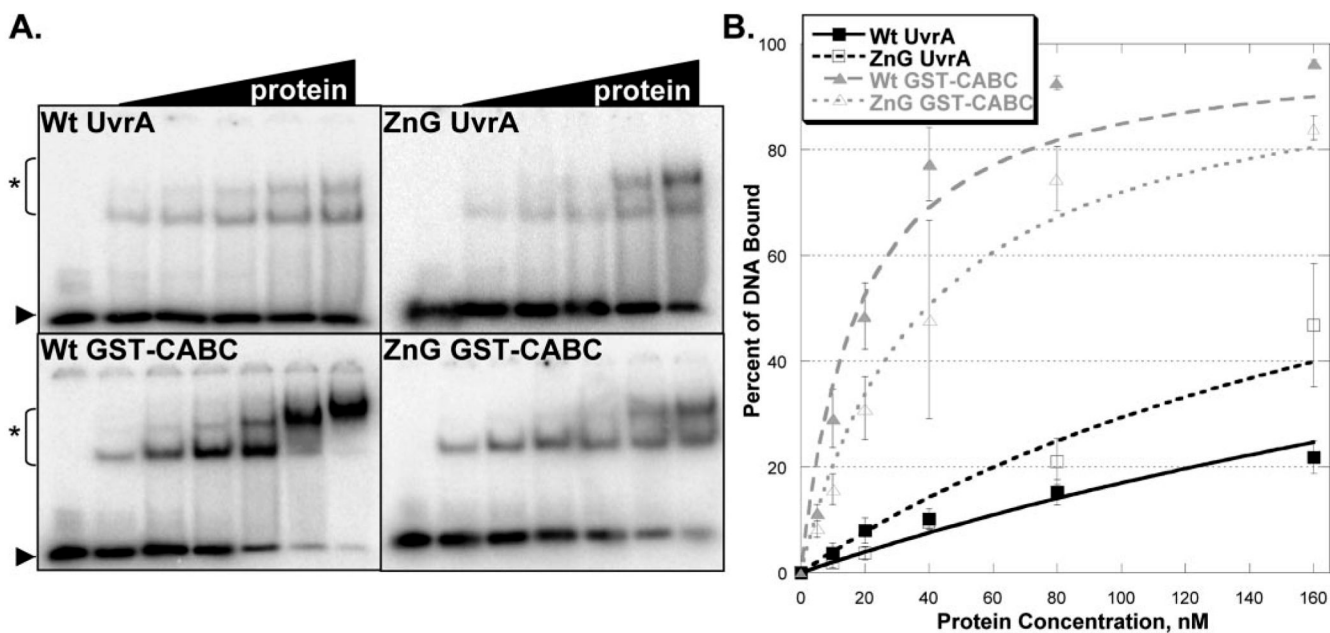 A.
protein
protein
Wt UvrA
ZnG UvrA
*
Wt GST-CABC
ZnG GST-CABC
*
B.
Wt UvrA
ZnG UvrA
Wt GST-CABC
ZnG GST-CABC
Percent of DNA Bound
100
80
60
40
20
0
0 20 40 60 80 100 120 140 160
Protein Concentration, nM